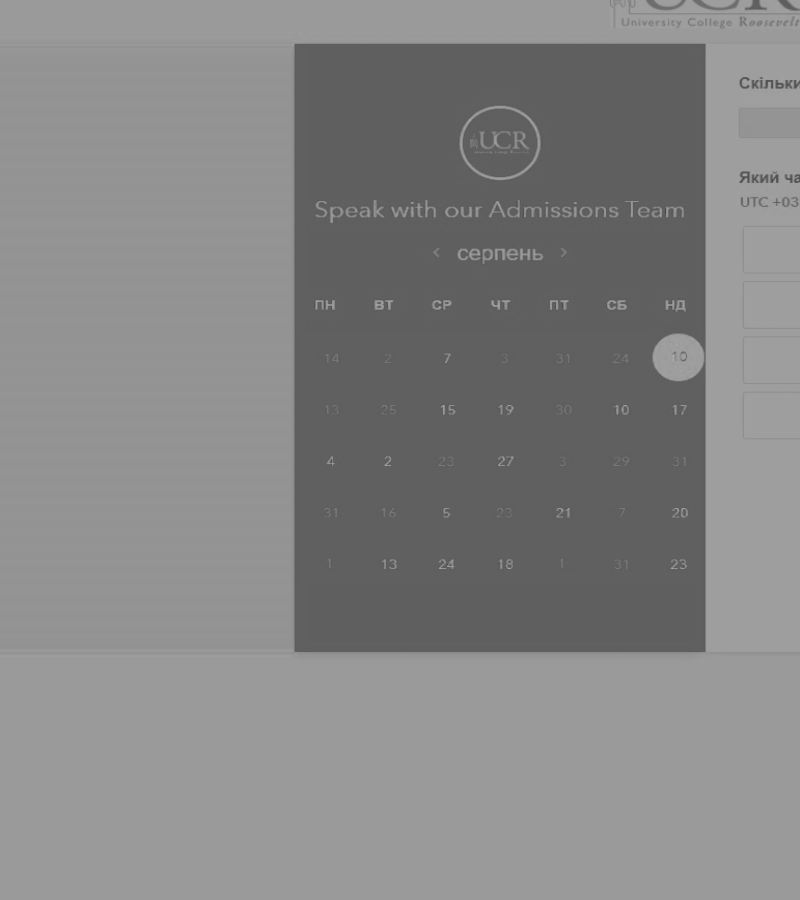 UCR
University College Roosevelt
UCR
Speak with our Admissions Team
‹ серпень ›
ПН ВТ СР ЧТ ПТ СБ НД
14 2 7 3 31 24 10
13 25 15 19 30 10 17
4 2 23 27 3 29 31
31 16 5 23 21 7 20
1 13 24 18 1 31 23
Скільки
Який ча
UTC +03